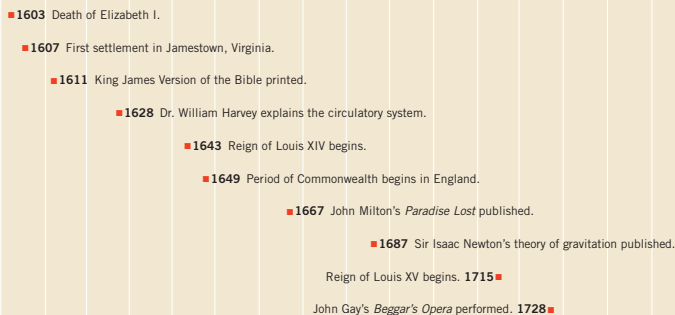 1603 Death of Elizabeth I.
1607 First settlement in Jamestown, Virginia.
1611 King James Version of the Bible printed.
1628 Dr. William Harvey explains the circulatory system.
1643 Reign of Louis XIV begins.
1649 Period of Commonwealth begins in England.
1667 John Milton's Paradise Lost published.
1687 Sir Isaac Newton's theory of gravitation published.
Reign of Louis XV begins. 1715
John Gay's Beggar's Opera performed. 1728